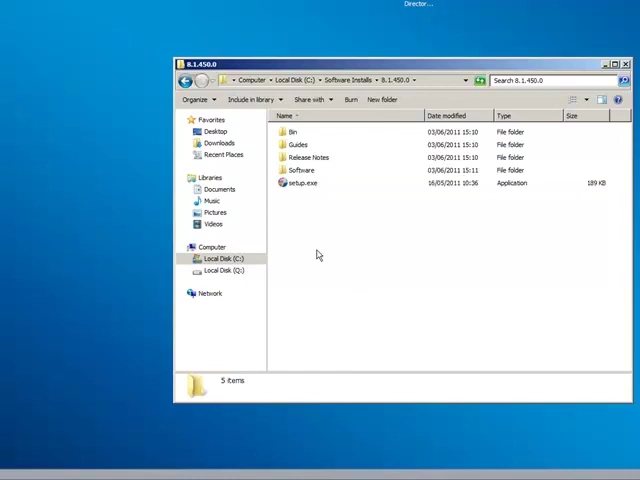 Director...
8.1.450.0
Computer Local Disk (C:) Software Installs 8.1.450.0 Search 8.1.450.0
Organize Include in library Share with Burn New folder
Favorites
Desktop
Downloads
Recent Places
Libraries
Documents
Music
Pictures
Videos
Computer
Local Disk (C:)
Local Disk (Q:)
Network
Name Date modified Type Size
Bin 03/06/2011 15:10 File folder
Guides 03/06/2011 15:10 File folder
Release Notes 03/06/2011 15:10 File folder
Software 03/06/2011 15:11 File folder
setup.exe 16/05/2011 10:36 Application 189 KB
5 items